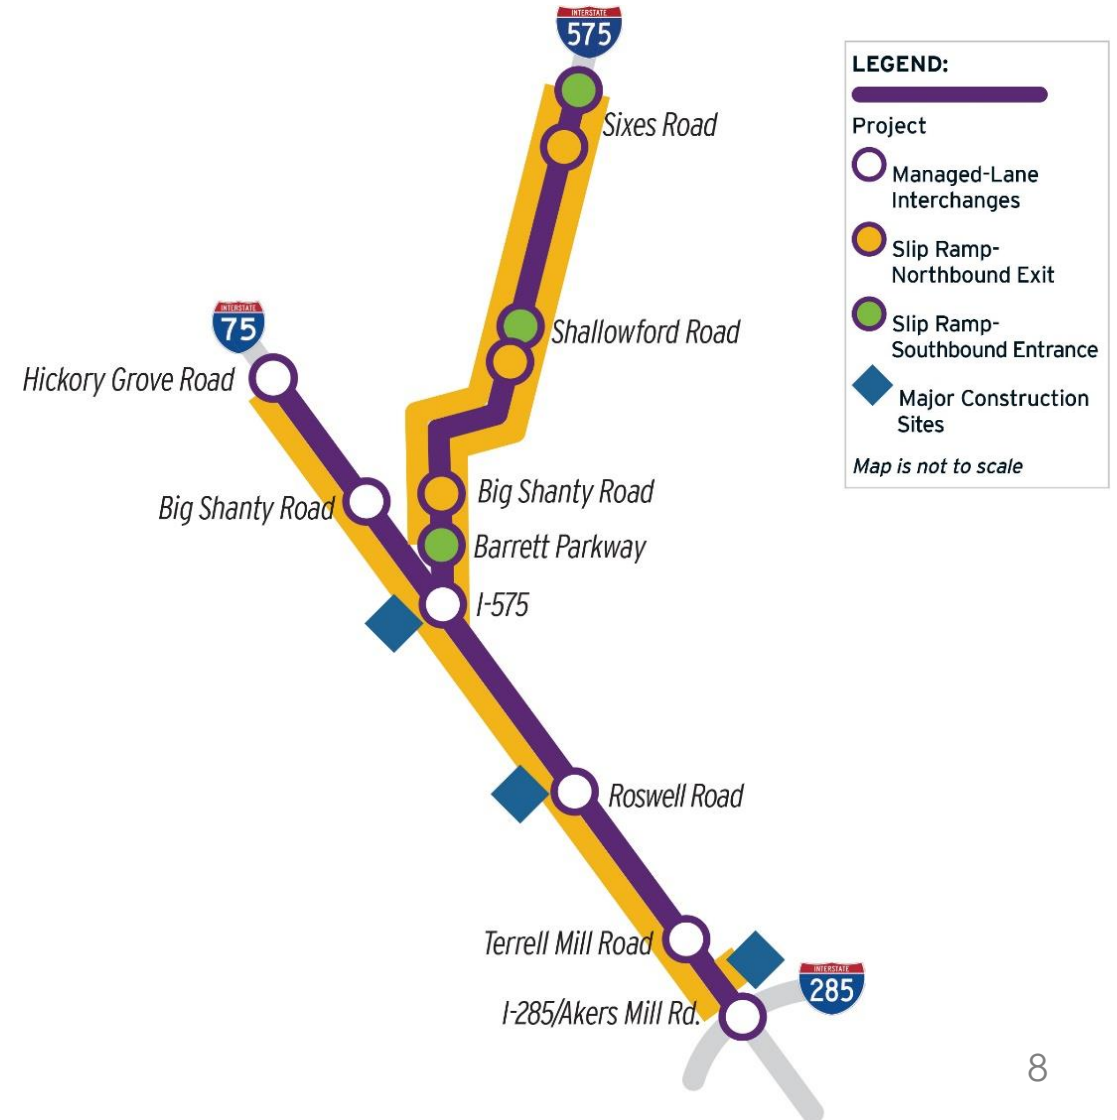 INTERSTATE
575
LEGEND:
Project
Managed-Lane
Interchanges
Slip Ramp-
Northbound Exit
Slip Ramp-
Southbound Entrance
Major Construction
Sites
Map is not to scale
Sixes Road
Shallowford Road
INTERSTATE
75
Hickory Grove Road
Big Shanty Road
Big Shanty Road
Barrett Parkway
I-575
Roswell Road
Terrell Mill Road
INTERSTATE
285
I-285/Akers Mill Rd.
8